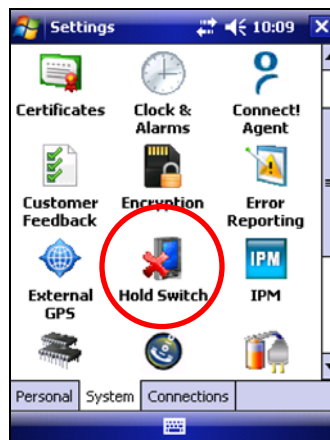 Settings 10:09
Certificates Clock & Connect!
Alarms Agent
Customer Encryption Error
Feedback Reporting
IPM
External Hold Switch IPM
GPS
Personal System Connections